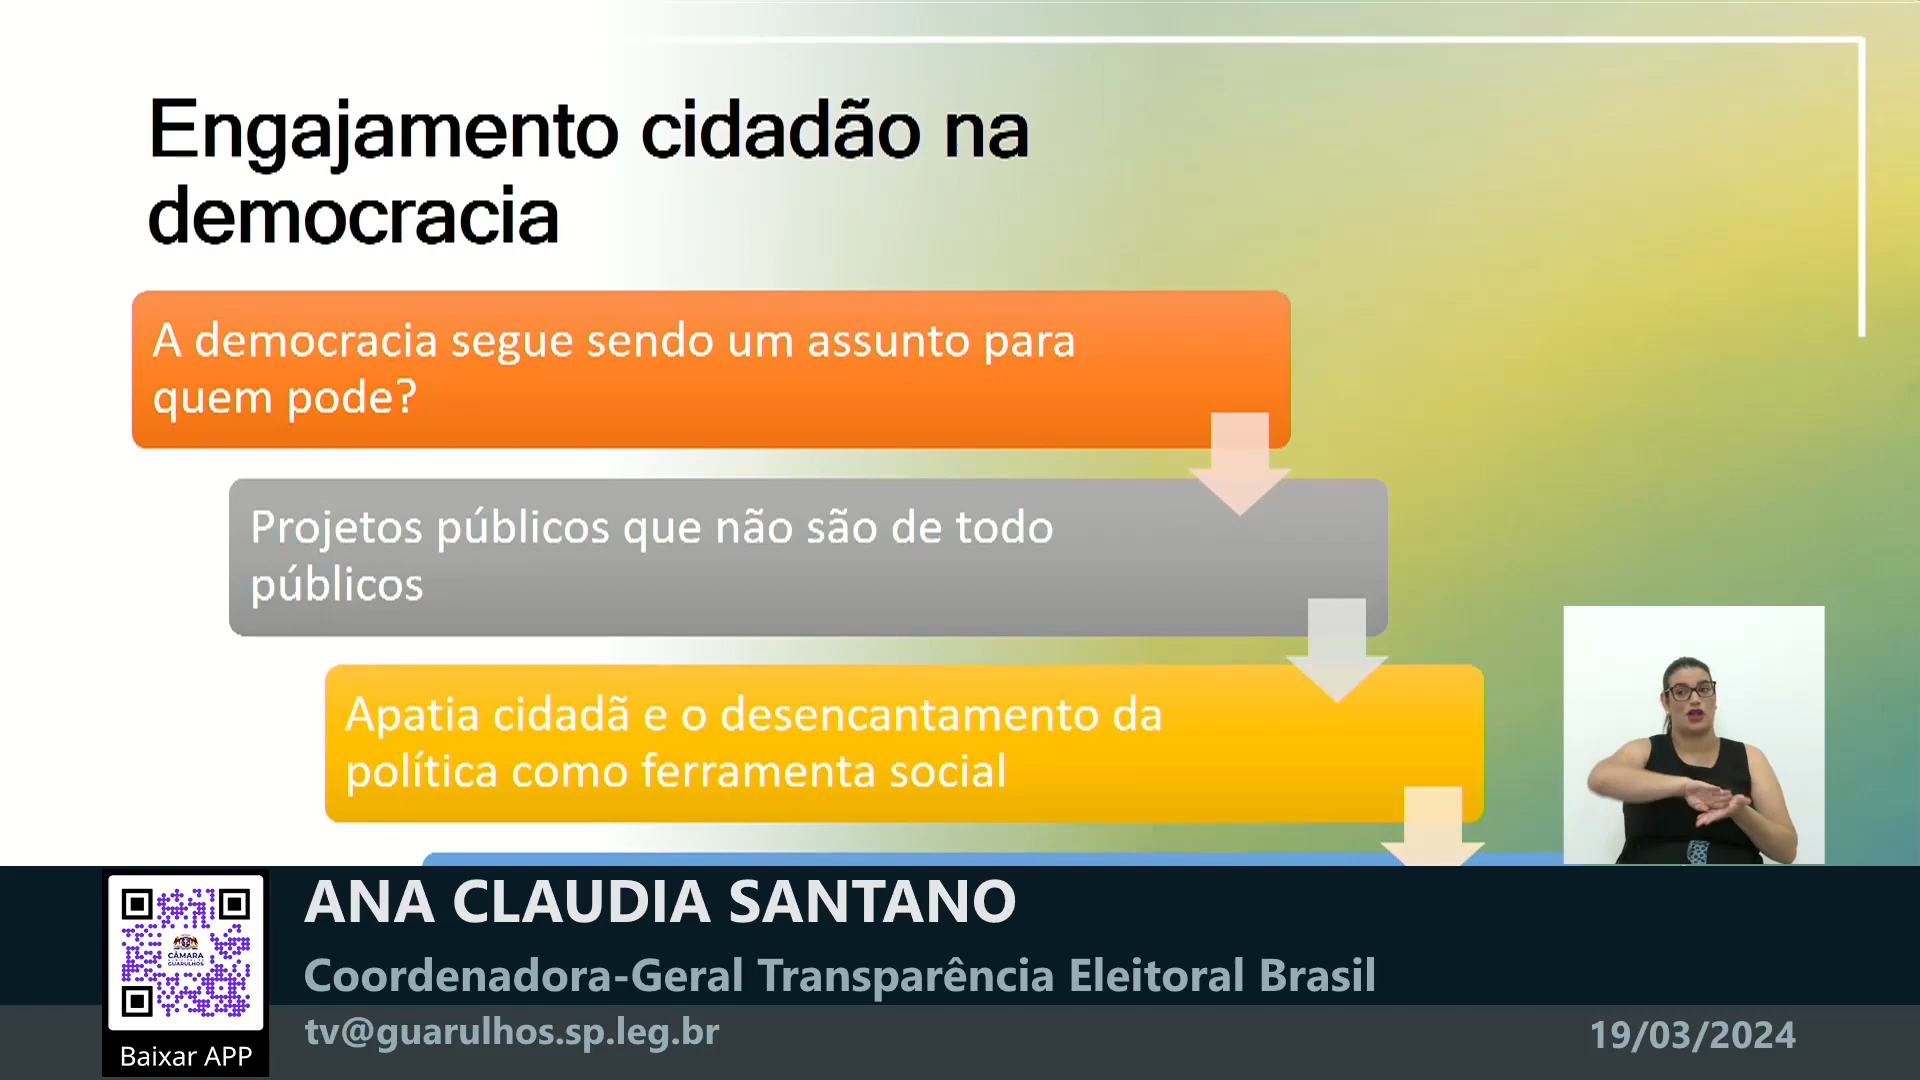 Engajamento cidadão na
democracia
A democracia segue sendo um assunto para
quem pode?
Projetos públicos que não são de todo
públicos
Apatia cidadã e o desencantamento da
política como ferramenta social
ANA CLAUDIA SANTANO
Coordenadora-Geral Transparência Eleitoral Brasil
tv@guarulhos.sp.leg.br
19/03/2024
CÂMARA
GUARULHOS
Baixar APP